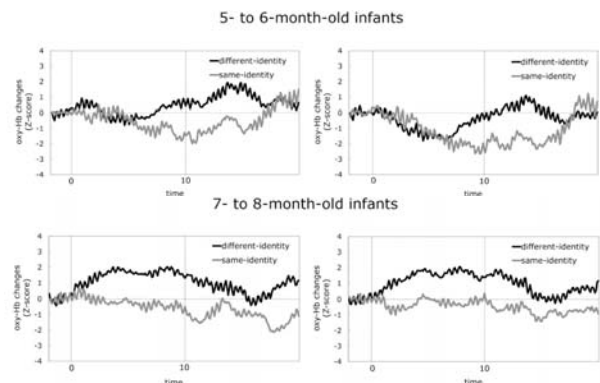 5- to 6-month-old infants
different-identity
same-identity
oxy-Hb changes
(Z-score)
4
3
2
1
0
-1
-2
-3
-4
0
10
time
different-identity
same-identity
oxy-Hb changes
(Z-score)
4
3
2
1
0
-1
-2
-3
-4
0
10
time
7- to 8-month-old infants
different-identity
same-identity
oxy-Hb changes
(Z-score)
4
3
2
1
0
-1
-2
-3
-4
10
time
different-identity
same-identity
oxy-Hb changes
(Z-score)
4
3
2
1
0
-1
-2
-3
-4
10
time